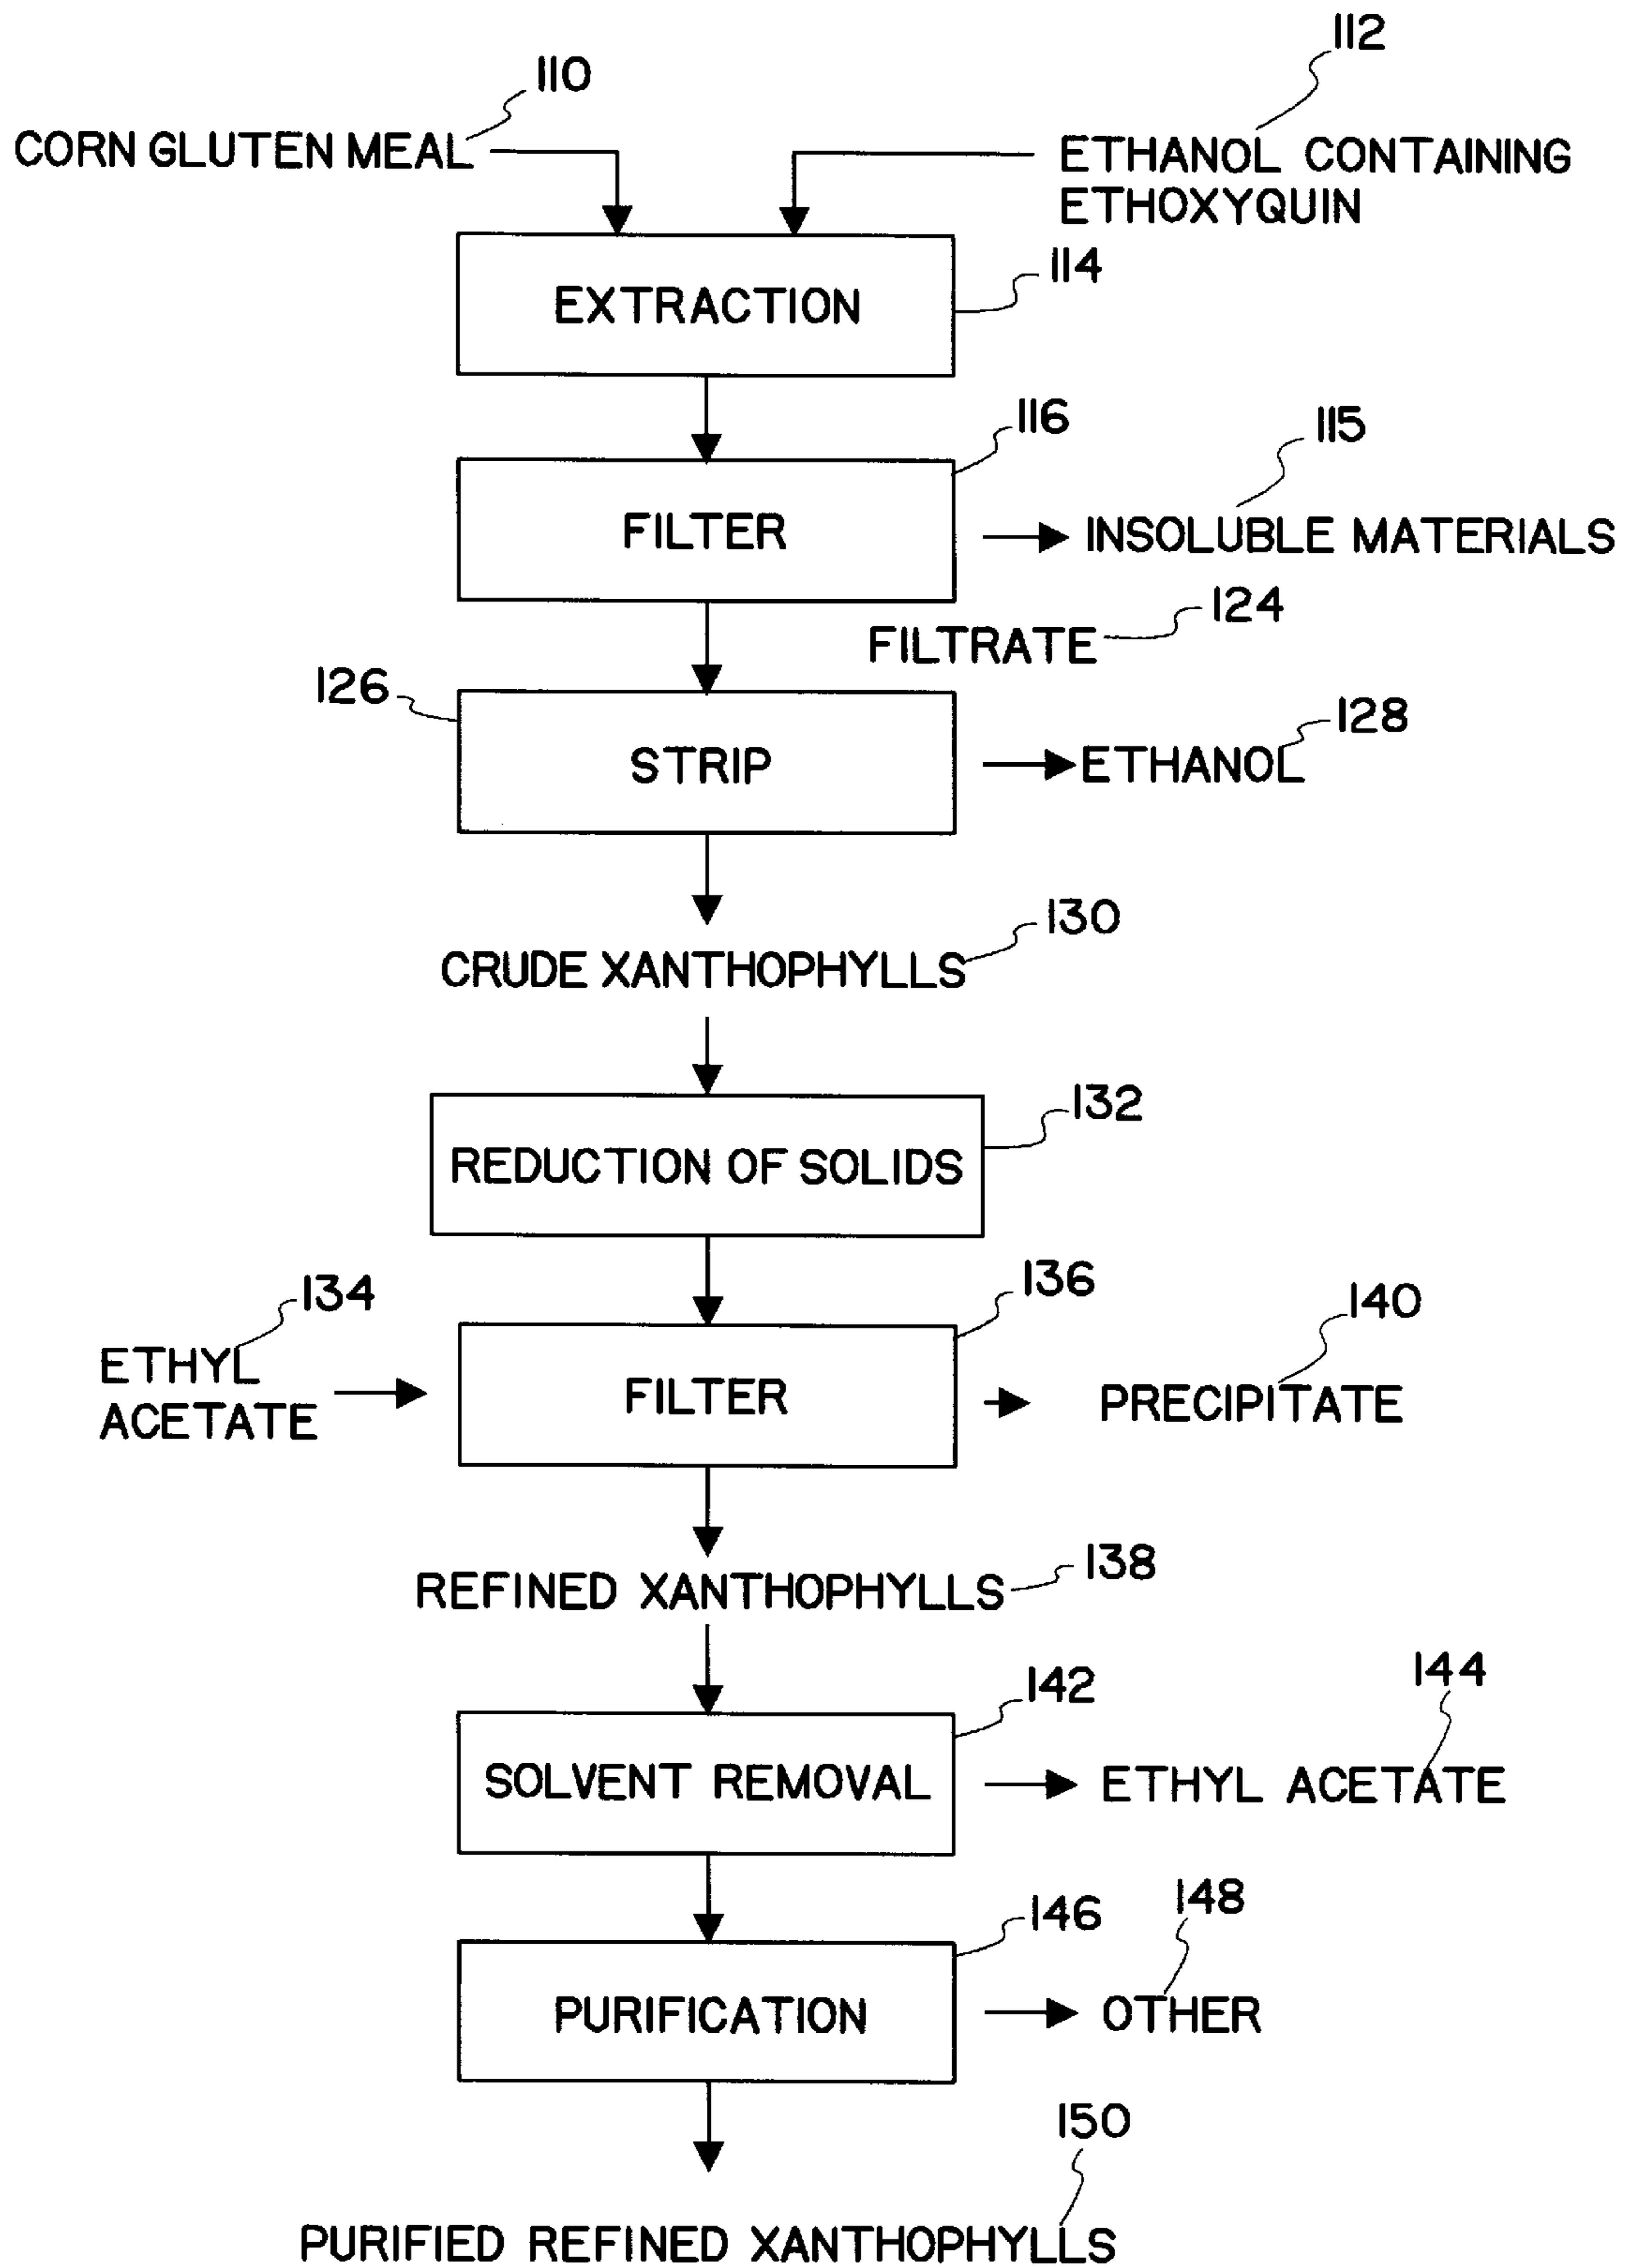 112
110
CORN GLUTEN MEAL
ETHANOL CONTAINING
ETHOXYQUIN
114
EXTRACTION
116
115
FILTER
INSOLUBLE MATERIALS
124
FILTRATE
126
128
STRIP
ETHANOL
130
CRUDE XANTHOPHYLLS
132
REDUCTION OF SOLIDS
134
136
140
ETHYL
ACETATE
FILTER
PRECIPITATE
138
REFINED XANTHOPHYLLS
142
144
SOLVENT REMOVAL
ETHYL ACETATE
146
148
PURIFICATION
OTHER
150
PURIFIED REFINED XANTHOPHYLLS